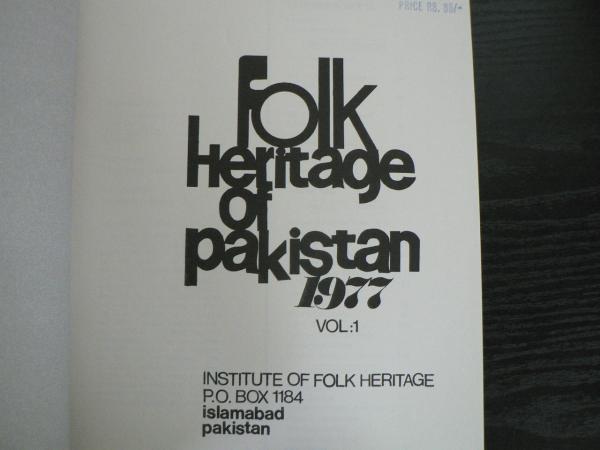 folk
Heritage
of
pakistan
1977
VOL:1
INSTITUTE OF FOLK HERITAGE
P.O. BOX 1184
islamabad
pakistan